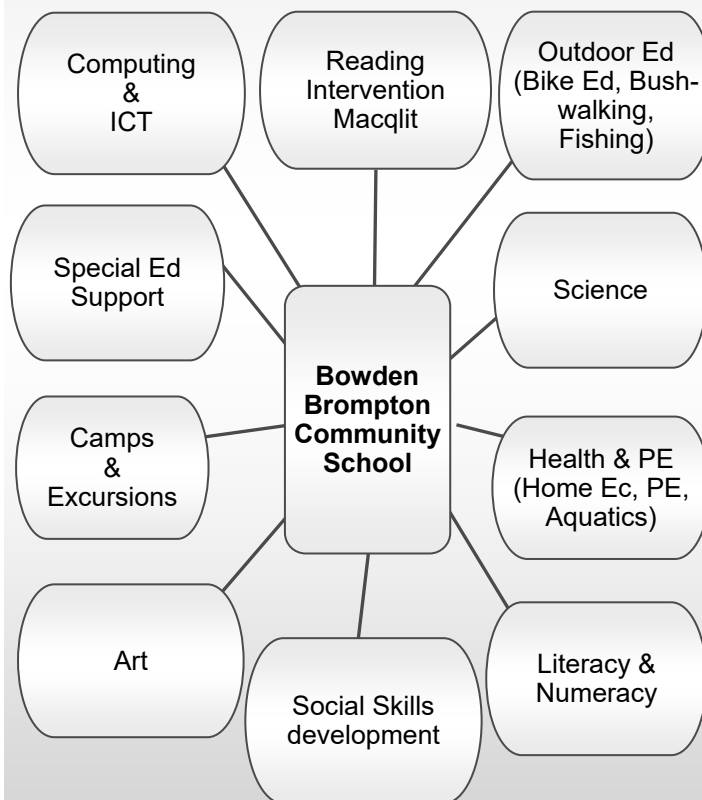 Computing
&
ICT
Reading
Intervention
Macqlit
Outdoor Ed
(Bike Ed, Bush-
walking,
Fishing)
Special Ed
Support
Science
Bowden
Brompton
Community
School
Camps
&
Excursions
Health & PE
(Home Ec, PE,
Aquatics)
Art
Social Skills
development
Literacy &
Numeracy